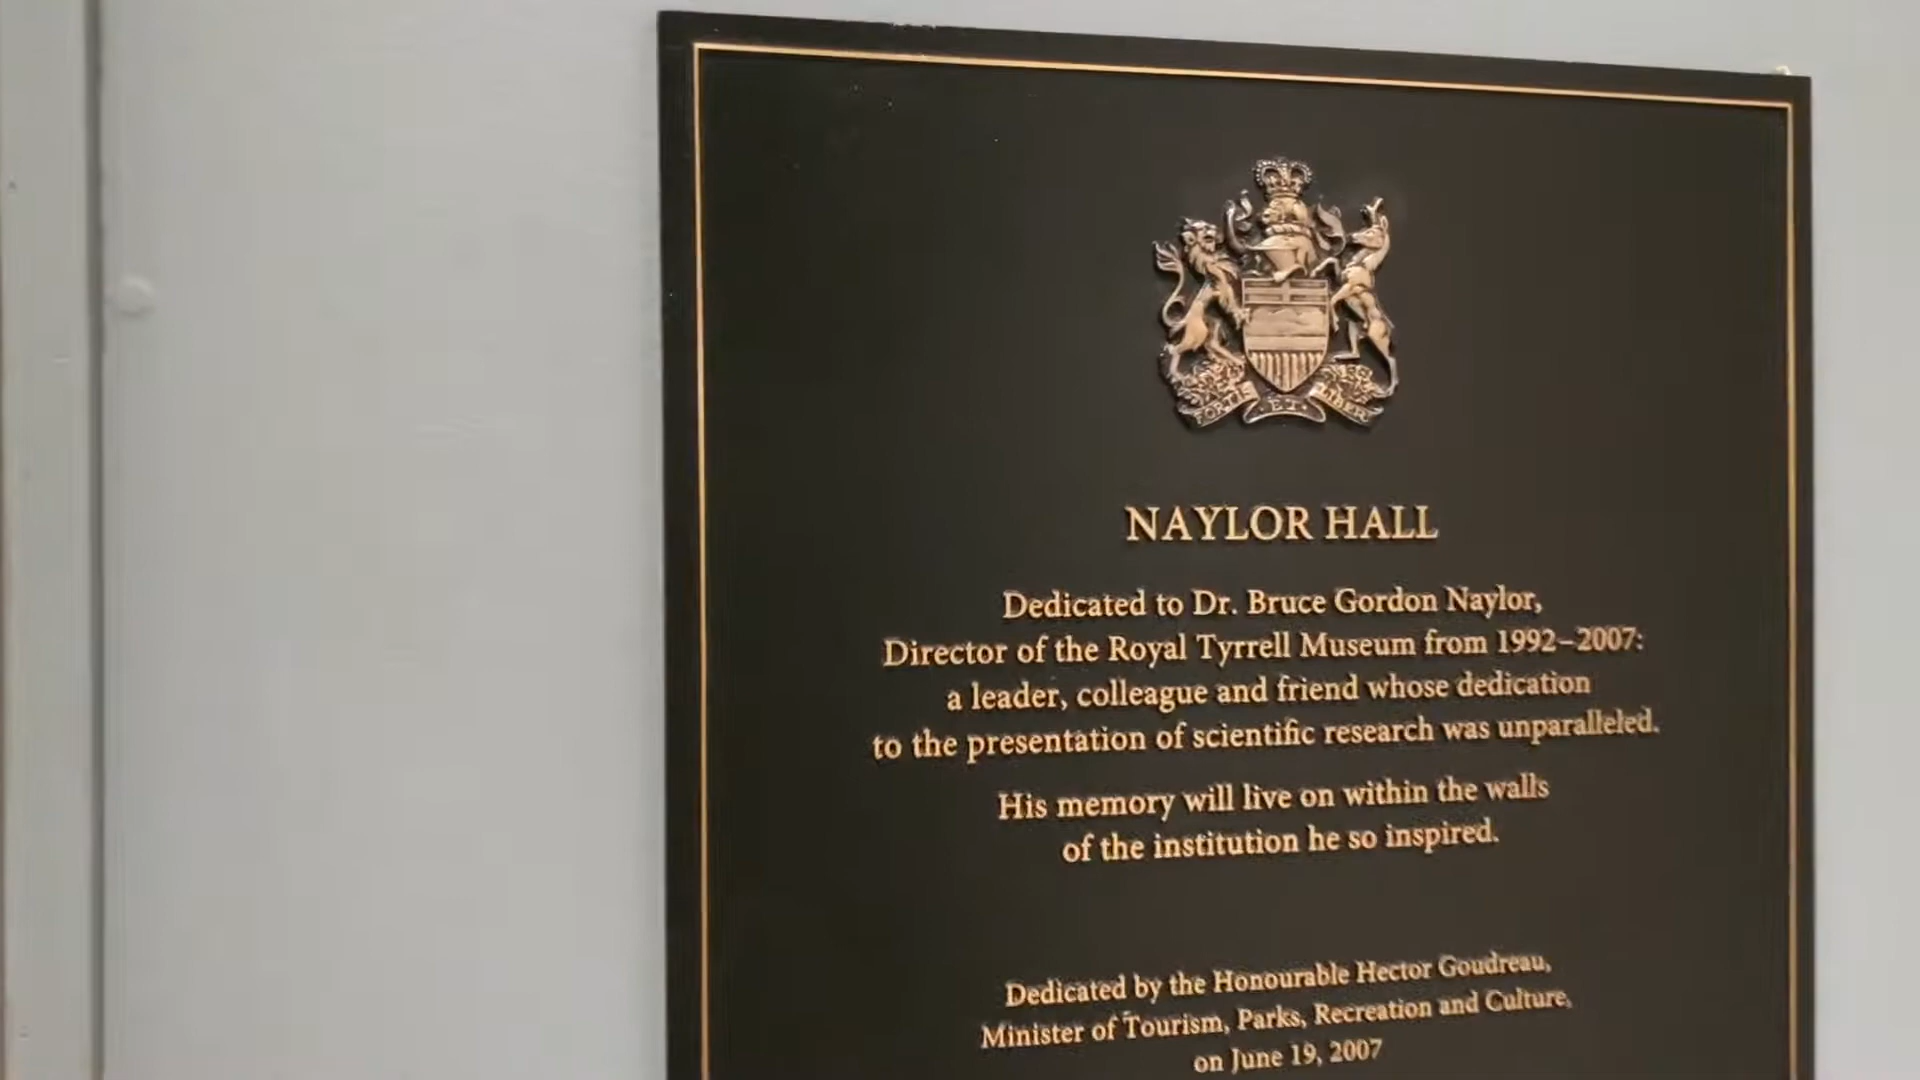 FORTIS ET LIBER
NAYLOR HALL
Dedicated to Dr. Bruce Gordon Naylor,
Director of the Royal Tyrrell Museum from 1992–2007:
a leader, colleague and friend whose dedication
to the presentation of scientific research was unparalleled.
His memory will live on within the walls
of the institution he so inspired.
Dedicated by the Honourable Hector Goudreau,
Minister of Tourism, Parks, Recreation and Culture,
on June 19, 2007